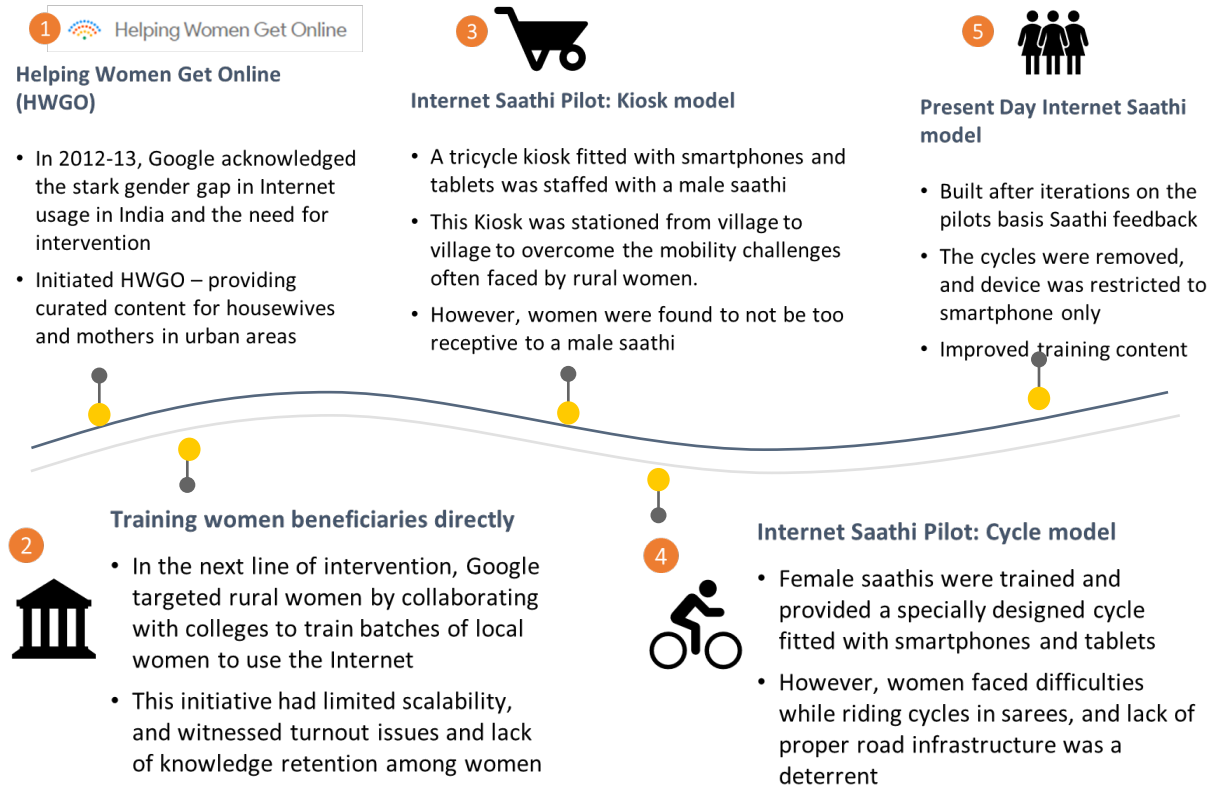 1
Helping Women Get Online
Helping Women Get Online
(HWGO)
• In 2012-13, Google acknowledged
the stark gender gap in Internet
usage in India and the need for
intervention
• Initiated HWGO – providing
curated content for housewives
and mothers in urban areas
2
Training women beneficiaries directly
• In the next line of intervention, Google
targeted rural women by collaborating
with colleges to train batches of local
women to use the Internet
• This initiative had limited scalability,
and witnessed turnout issues and lack
of knowledge retention among women
3
Internet Saathi Pilot: Kiosk model
• A tricycle kiosk fitted with smartphones and
tablets was staffed with a male saathi
• This Kiosk was stationed from village to
village to overcome the mobility challenges
often faced by rural women.
• However, women were found to not be too
receptive to a male saathi
4
Internet Saathi Pilot: Cycle model
• Female saathis were trained and
provided a specially designed cycle
fitted with smartphones and tablets
• However, women faced difficulties
while riding cycles in sarees, and lack of
proper road infrastructure was a
deterrent
5
Present Day Internet Saathi
model
• Built after iterations on the
pilots basis Saathi feedback
• The cycles were removed,
and device was restricted to
smartphone only
• Improved training content